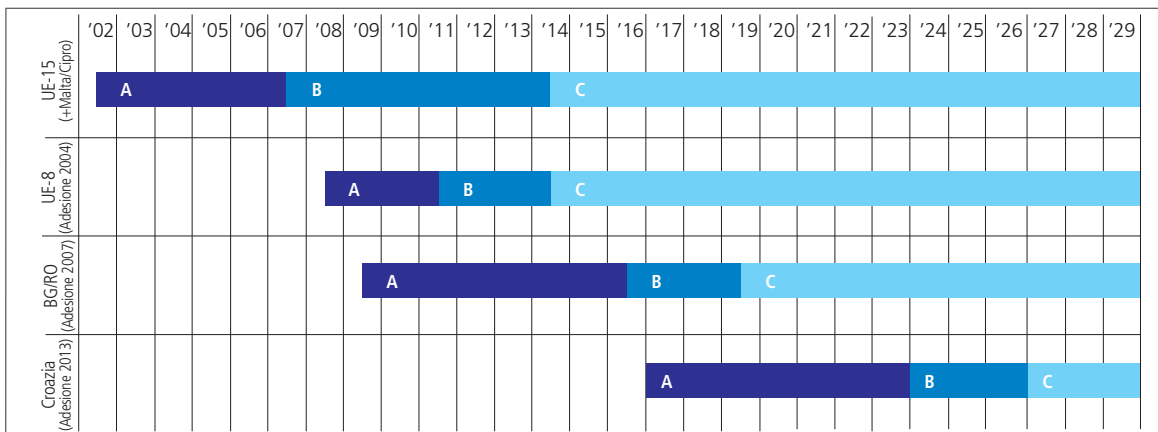 ’02 ’03 ’04 ’05 ’06 ’07 ’08 ’09 ’10 ’11 ’12 ’13 ’14 ’15 ’16 ’17 ’18 ’19 ’20 ’21 ’22 ’23 ’24 ’25 ’26 ’27 ’28 ’29
UE-15
(+Malta/Cipro)
A B C
UE-8
(Adesione 2004)
A B C
BG/RO
(Adesione 2007)
A B C
Croazia
(Adesione 2013)
A B C